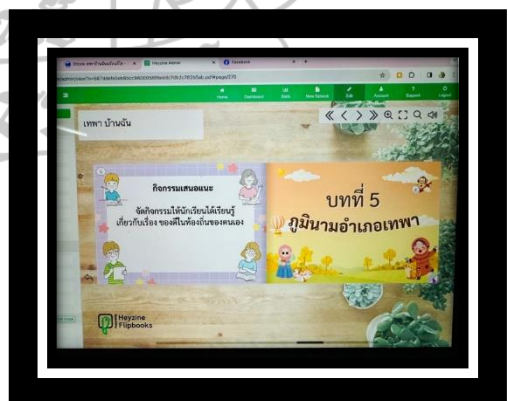 Heyzine Admin
Facebook
Home Dashboard Stats New flipbook Edit Account Support Logout
เทพา บ้านฉัน
กิจกรรมเสนอแนะ
จัดกิจกรรมให้นักเรียนได้เรียนรู้
เกี่ยวกับเรื่อง ของดีในท้องถิ่นของตนเอง
บทที่ 5
ภูมินามอำเภอเทพา
Heyzine
Flipbooks